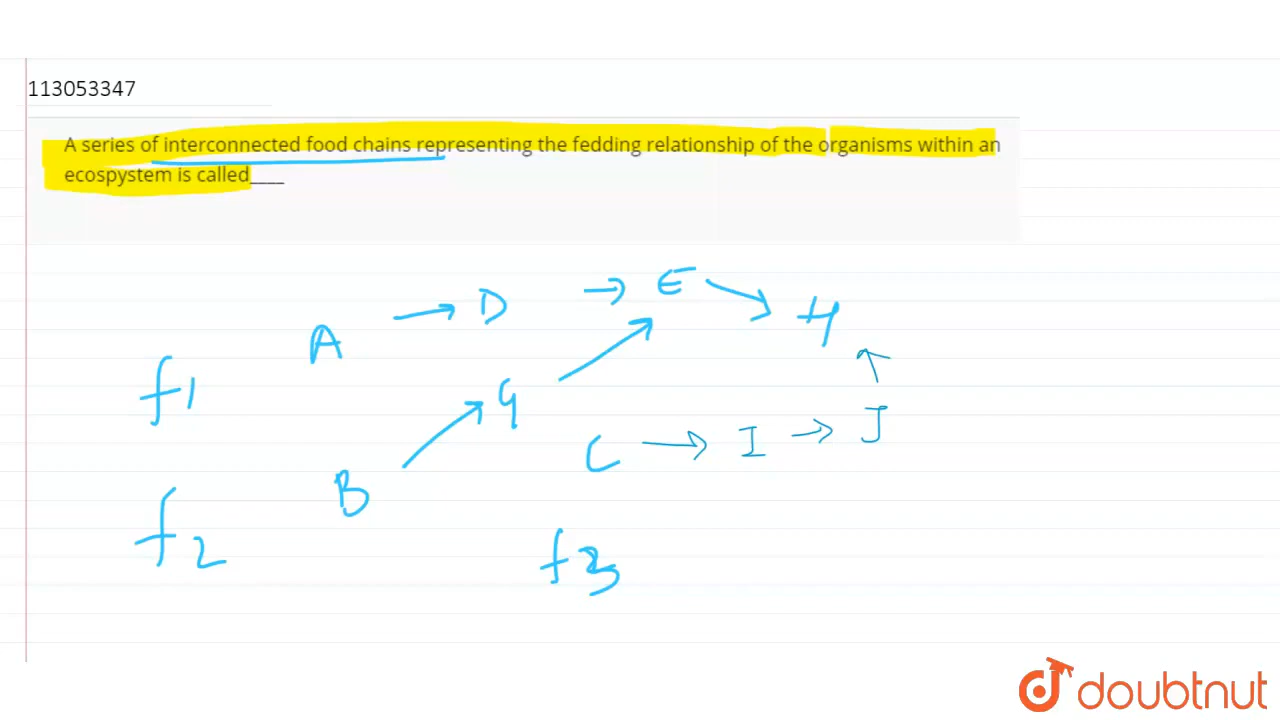 113053347
A series of interconnected food chains representing the fedding relationship of the organisms within an
ecospystem is called____
A → D → E → H
f1
G
C → I → J
B
f2
f3
doubtnut